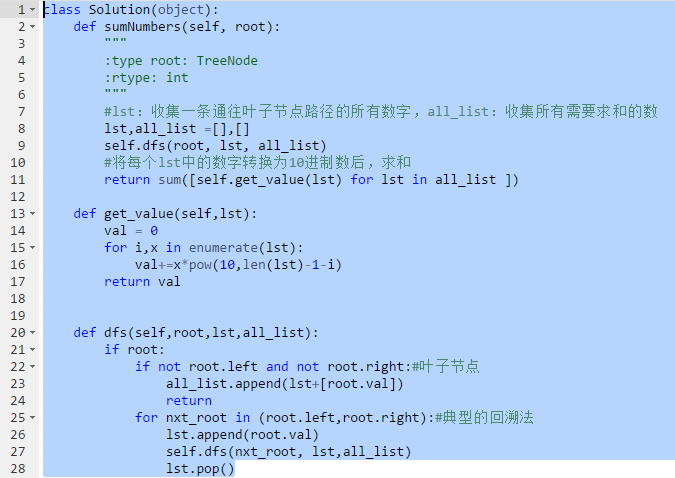 1 class Solution(object):
2     def sumNumbers(self, root):
3         """
4         :type root: TreeNode
5         :rtype: int
6         """
7         #lst: 收集一条通往叶子节点路径的所有数字，all_list：收集所有需要求和的数
8         lst,all_list =[],[]
9         self.dfs(root, lst, all_list)
10         #将每个lst中的数字转换为10进制数后，求和
11         return sum([self.get_value(lst) for lst in all_list ])
12
13     def get_value(self,lst):
14         val = 0
15         for i,x in enumerate(lst):
16             val+=x*pow(10,len(lst)-1-i)
17         return val
18
19
20     def dfs(self,root,lst,all_list):
21         if root:
22             if not root.left and not root.right:#叶子节点
23                 all_list.append(lst+[root.val])
24                 return
25             for nxt_root in (root.left,root.right):#典型的回溯法
26                 lst.append(root.val)
27                 self.dfs(nxt_root, lst,all_list)
28                 lst.pop()